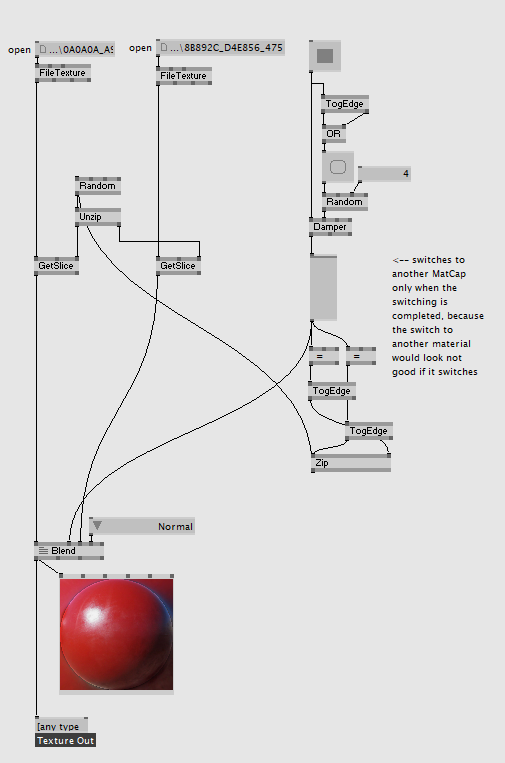 open
...\0A0A0A_A9
open
...\8B892C_D4E856_475
FileTexture
FileTexture
TogEdge
OR
4
Random
Random
Unzip
Damper
GetSlice
GetSlice
<-- switches to
another MatCap
only when the
switching is
completed, because
the switch to
another material
would look not
good if it switches
=
=
TogEdge
TogEdge
Zip
Normal
Blend
[any type
Texture Out